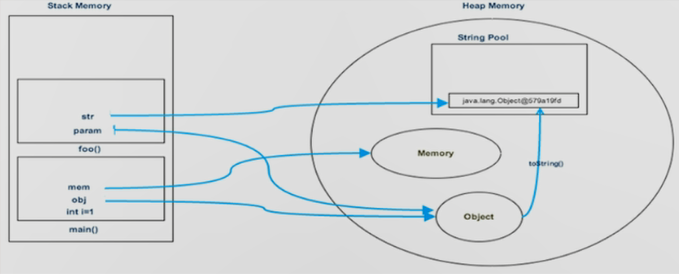 Stack Memory
Heap Memory
String Pool
java.lang.Object@579a19fd
str
param
foo()
Memory
toString()
mem
obj
int i=1
Object
main()